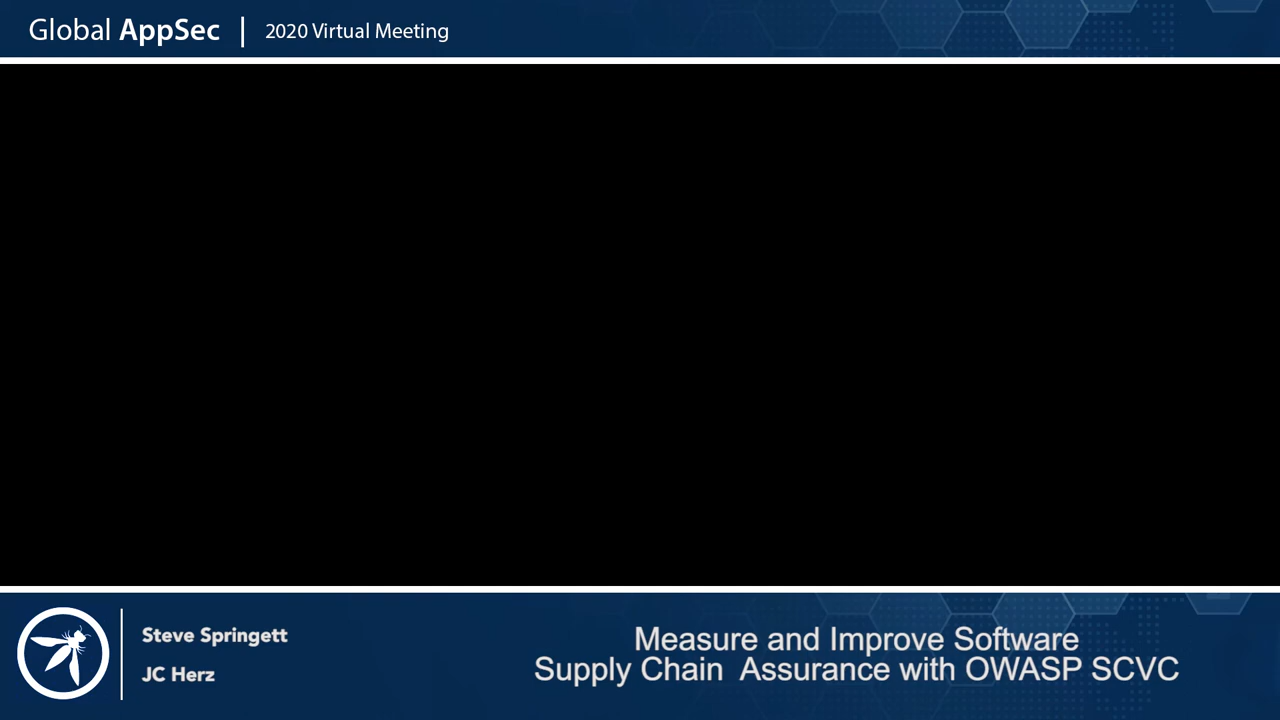 Global AppSec | 2020 Virtual Meeting
Steve Springett
JC Herz
Measure and Improve Software
Supply Chain Assurance with OWASP SCVC